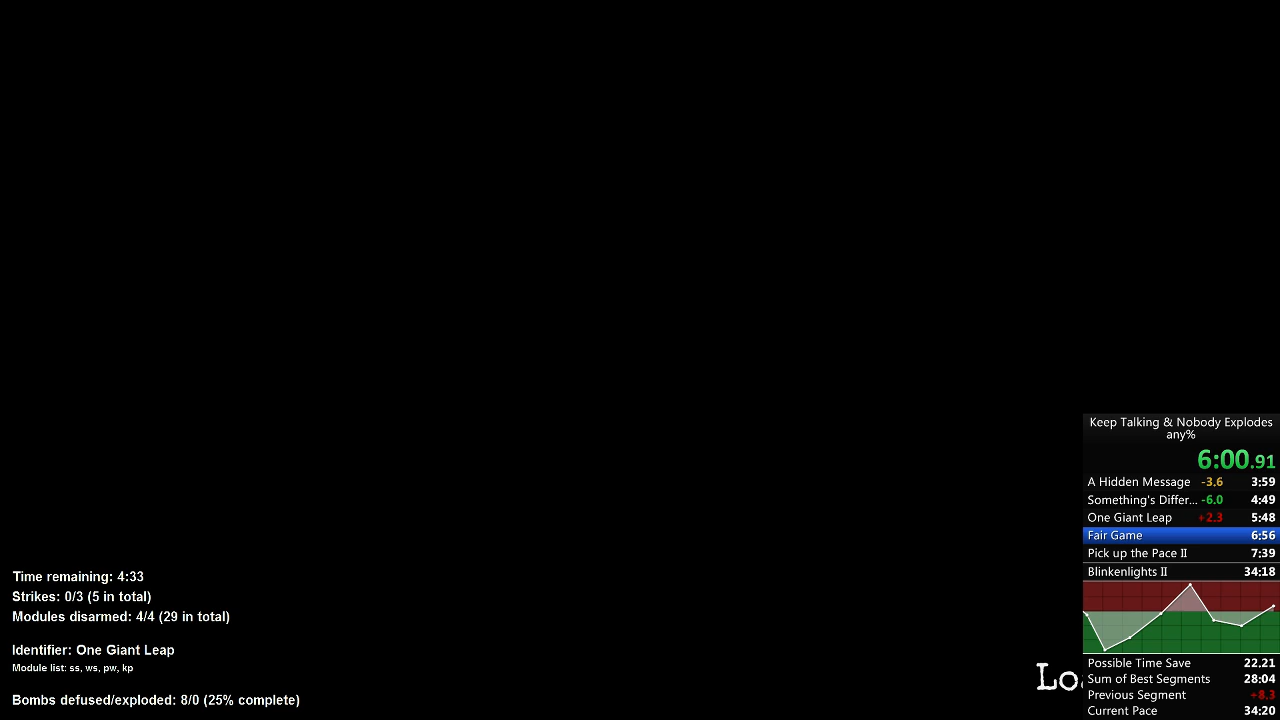 Keep Talking & Nobody Explodes
any%
6:00.91
A Hidden Message -3.6 3:59
Something's Differ... -6.0 4:49
One Giant Leap +2.3 5:48
Fair Game 6:56
Pick up the Pace II 7:39
Blinkenlights II 34:18
Possible Time Save 22.21
Sum of Best Segments 28:04
Previous Segment +8.3
Current Pace 34:20
Time remaining: 4:33
Strikes: 0/3 (5 in total)
Modules disarmed: 4/4 (29 in total)
Identifier: One Giant Leap
Module list: ss, ws, pw, kp
Bombs defused/exploded: 8/0 (25% complete)